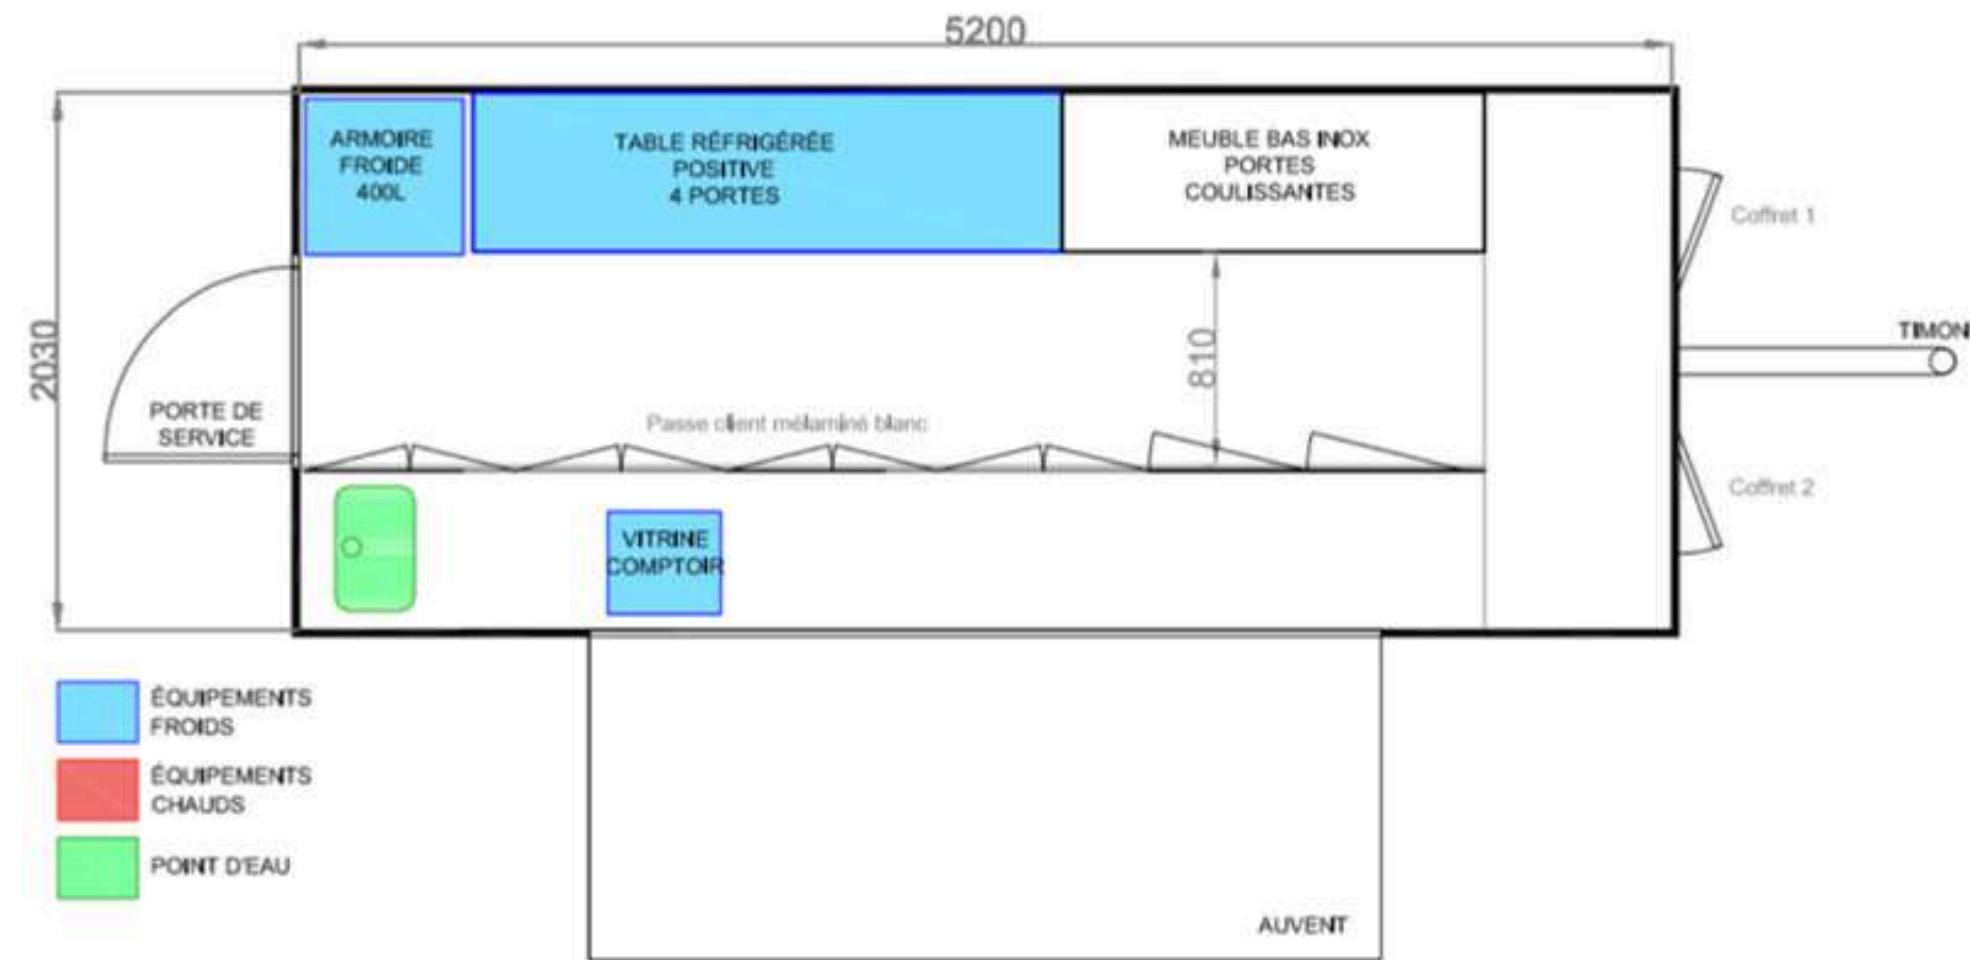 5200
ARMOIRE
FROIDE
400L
TABLE RÉFRIGÉRÉE
POSITIVE
4 PORTES
MEUBLE BAS INOX
PORTES
COULISSANTES
Coffret 1
2030
810
TIMON
PORTE DE
SERVICE
Passe client mélaminé blanc
Coffret 2
VITRINE
COMPTOIR
ÉQUIPEMENTS
FROIDS
ÉQUIPEMENTS
CHAUDS
POINT D'EAU
AUVENT